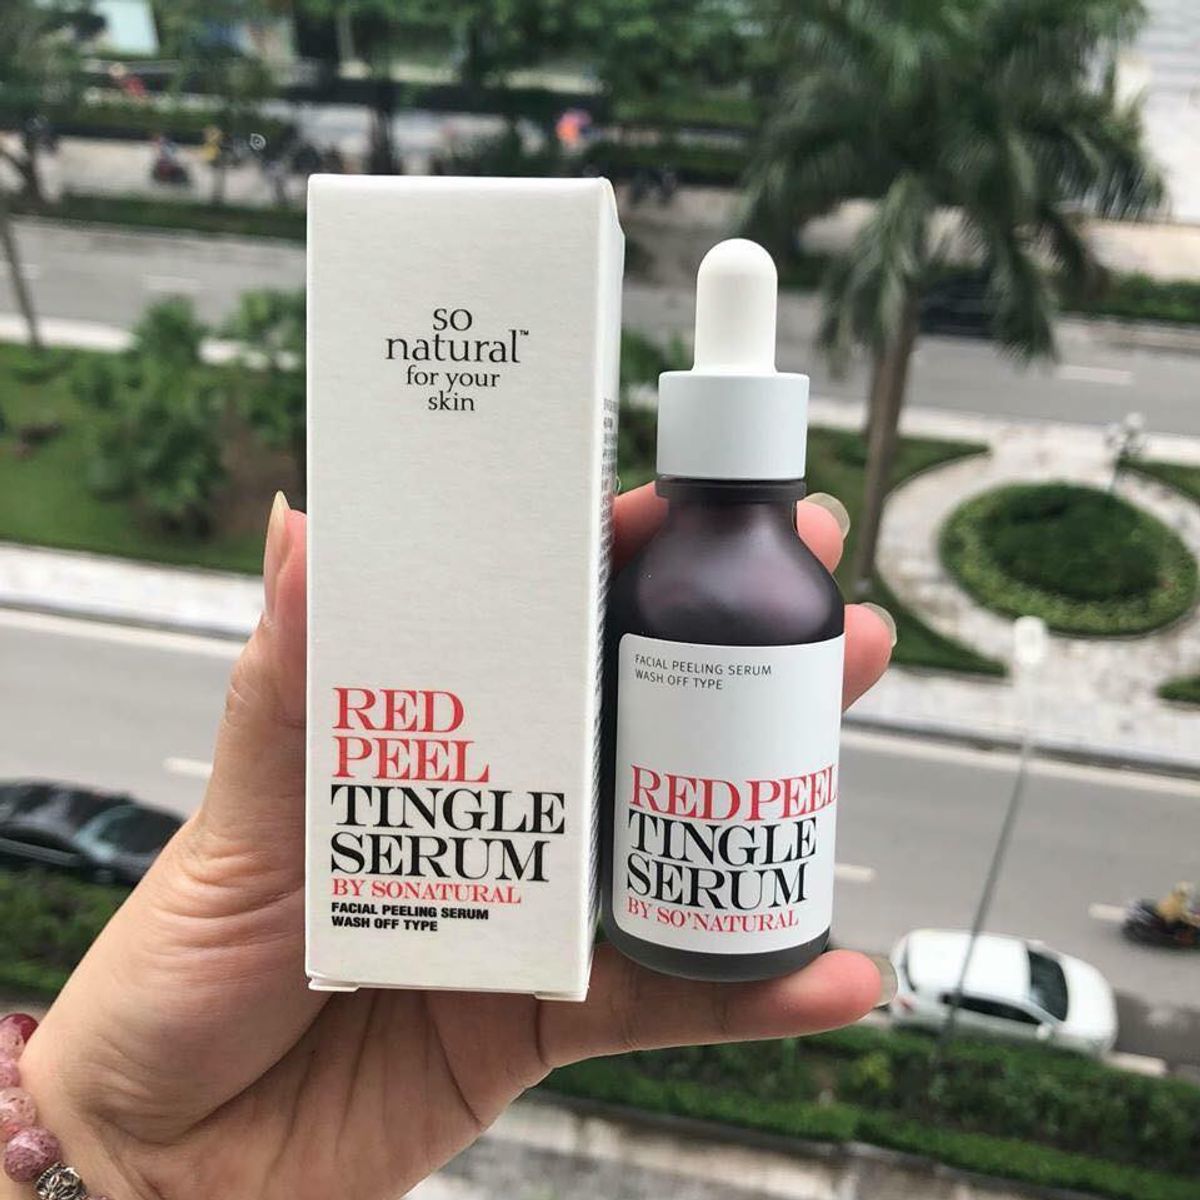 so
natural™
for your
skin
RED
PEEL
TINGLE
SERUM
BY SONATURAL
FACIAL PEELING SERUM
WASH OFF TYPE
FACIAL PEELING SERUM
WASH OFF TYPE
RED PEEL
TINGLE
SERUM
BY SO'NATURAL